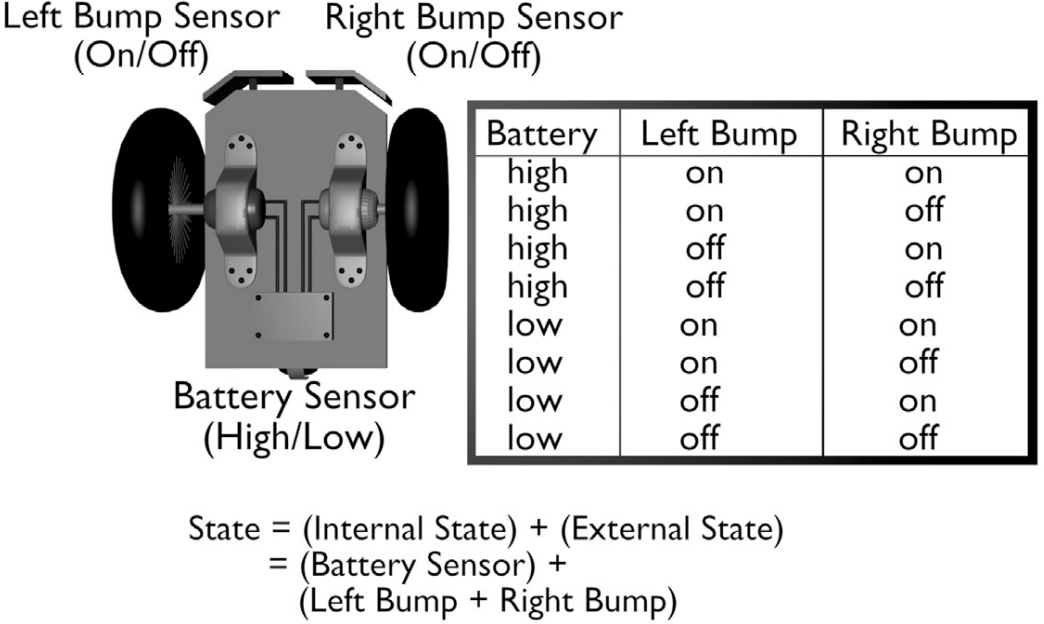 Left Bump Sensor
(On/Off)
Right Bump Sensor
(On/Off)
Battery Left Bump Right Bump
high on on
high on off
high off on
high off off
low on on
low on off
low off on
low off off
Battery Sensor
(High/Low)
State = (Internal State) + (External State)
= (Battery Sensor) +
(Left Bump + Right Bump)